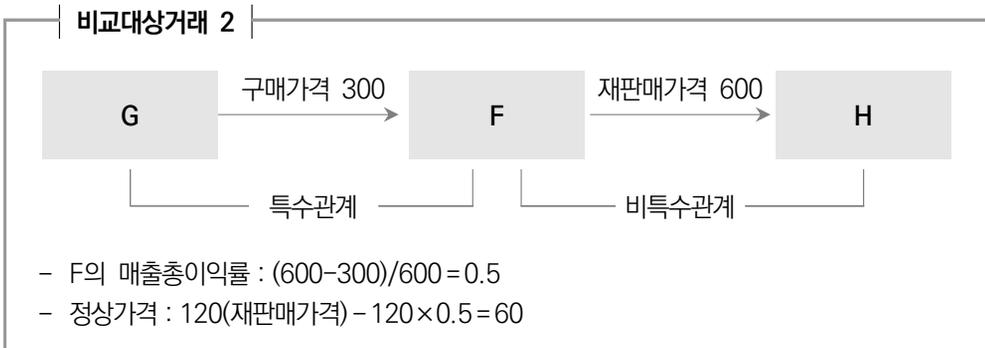 비교대상거래 2
구매가격 300
재판매가격 600
G
F
H
특수관계
비특수관계
- F의 매출총이익률 : (600-300)/600=0.5
- 정상가격 : 120(재판매가격)-120×0.5=60